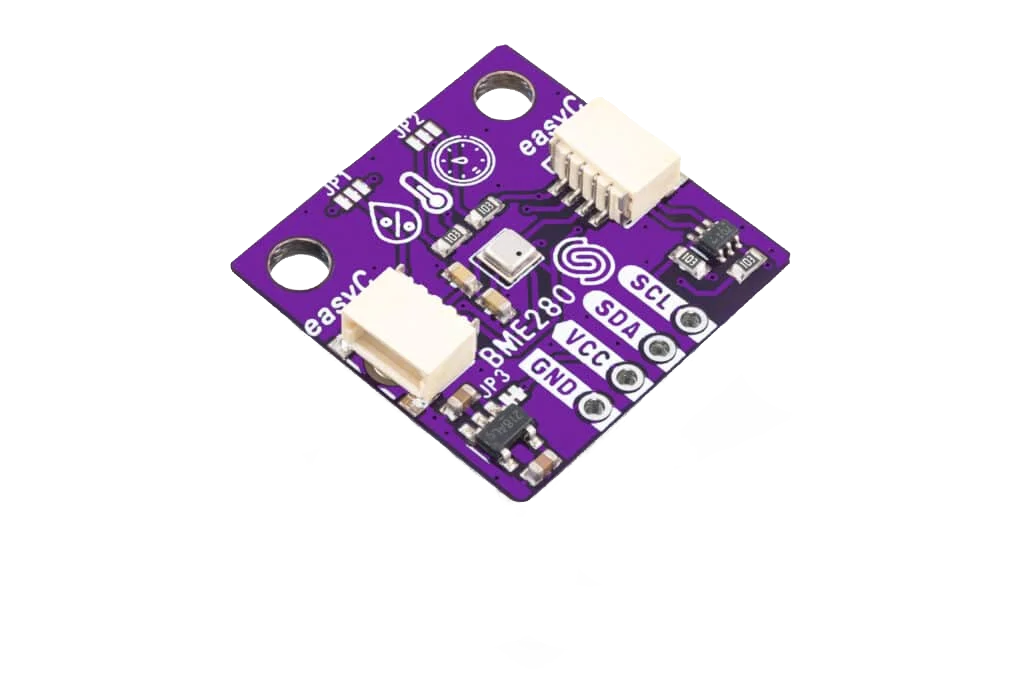 JP2
easyC
JP1
103
103
103
103
easyC
BME280
SCL
SDA
VCC
GND
JP3
%